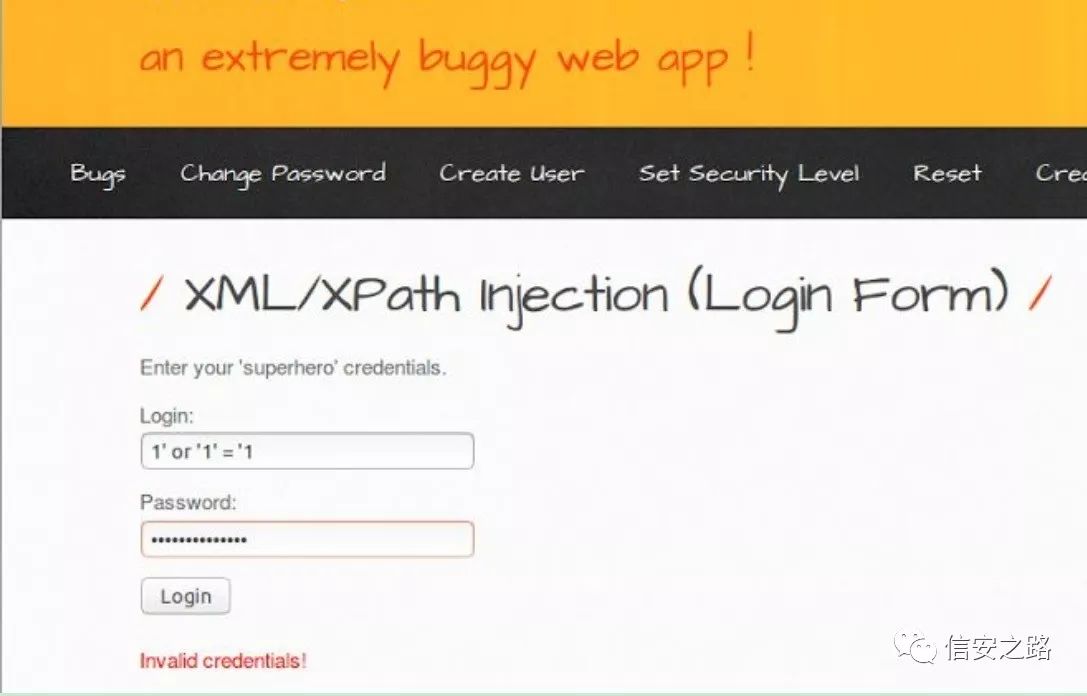 an extremely buggy web app !
Bugs Change Password Create User Set Security Level Reset
/ XML/XPath Injection (Login Form) /
Enter your 'superhero' credentials.
Login:
1' or '1' = '1
Password:
••••••••••••••
Login
Invalid credentials!
信安之路